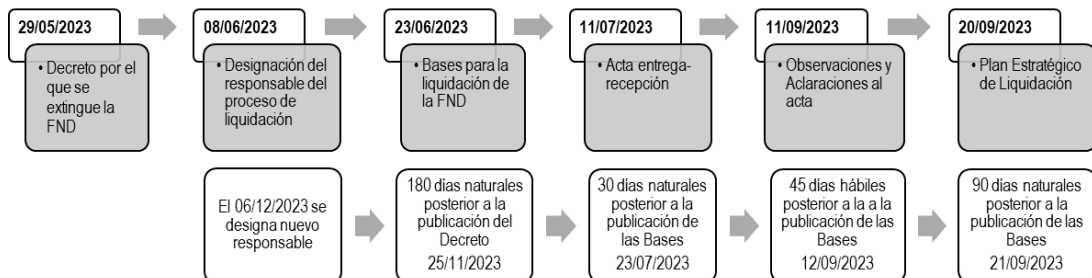 29/05/2023
08/06/2023
23/06/2023
11/07/2023
11/09/2023
20/09/2023
• Decreto por el
que se
extingue la
FND
• Designación del
responsable del
proceso de
liquidación
• Bases para la
liquidación de
la FND
• Acta entrega-
recepción
• Observaciones y
Aclaraciones al
acta
• Plan Estratégico
de Liquidación
El 06/12/2023 se
designa nuevo
responsable
180 días naturales
posterior a la
publicación del
Decreto
25/11/2023
30 días naturales
posterior a la
publicación de
las Bases
23/07/2023
45 días hábiles
posterior a la a la
publicación de las
Bases
12/09/2023
90 días naturales
posterior a la
publicación de las
Bases
21/09/2023